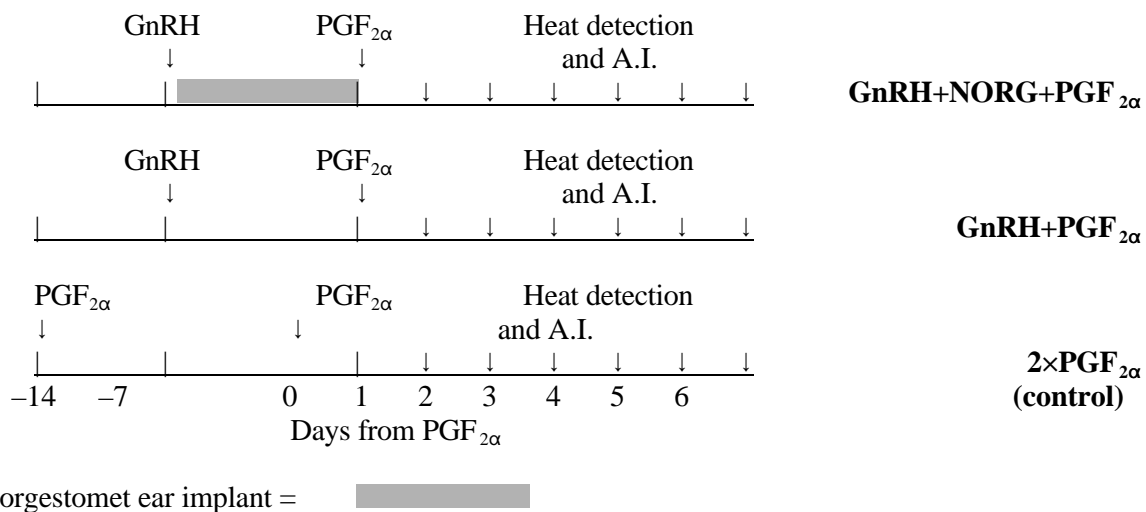 GnRH PGF2α Heat detection
and A.I.
↓ ↓
↓ ↓ ↓ ↓ ↓ ↓ GnRH+NORG+PGF2α
GnRH PGF2α Heat detection
and A.I.
↓ ↓
↓ ↓ ↓ ↓ ↓ ↓ GnRH+PGF2α
PGF2α PGF2α Heat detection
↓ ↓ and A.I.
↓ ↓ ↓ ↓ ↓ ↓ 2×PGF2α
–14 –7 0 1 2 3 4 5 6 (control)
Days from PGF2α
orgestomet ear implant =